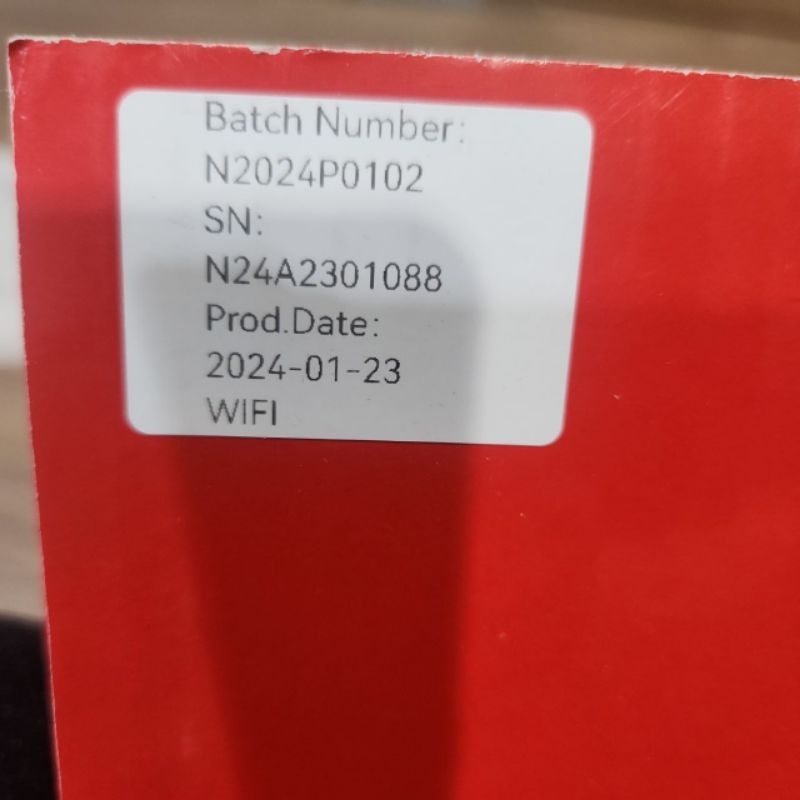 Batch Number:
N2024P0102
SN:
N24A2301088
Prod.Date:
2024-01-23
WIFI